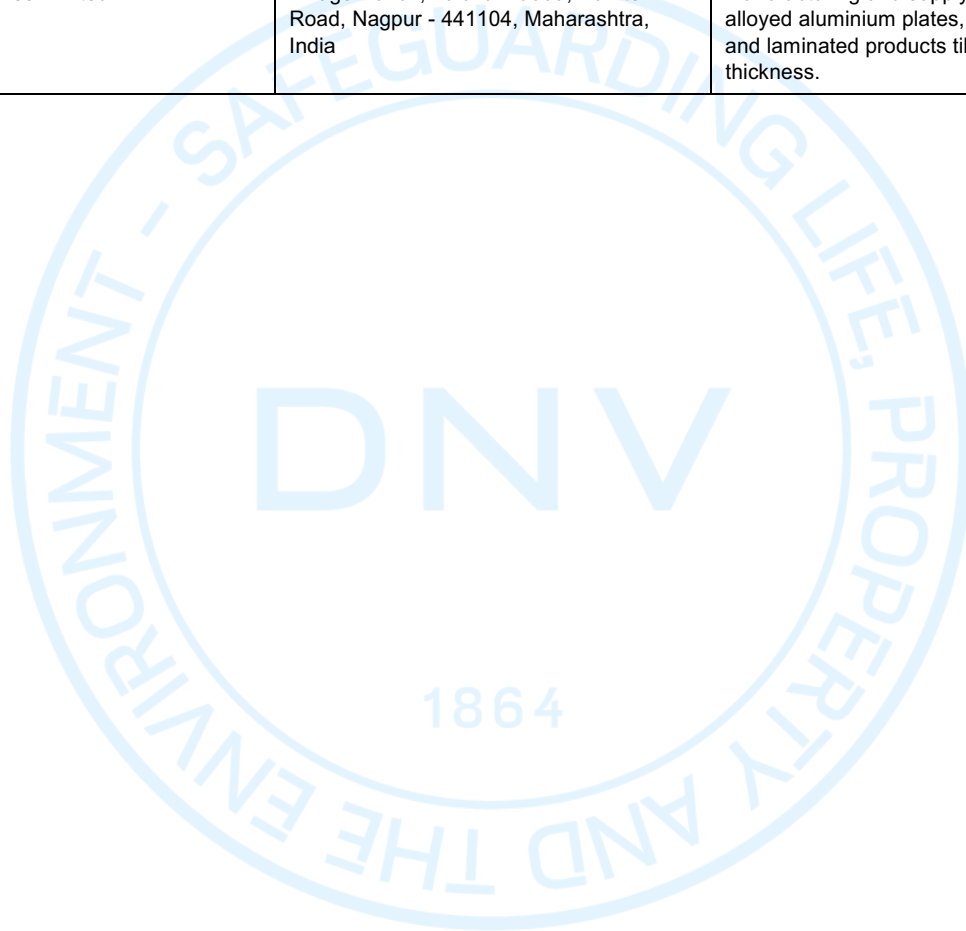 Road, Nagpur - 441104, Maharashtra,
India
alloyed aluminium plates,
and laminated products
thickness.
SAFEGUARDING LIFE, PROPERTY AND THE ENVIRONMENT -
DNV
1864